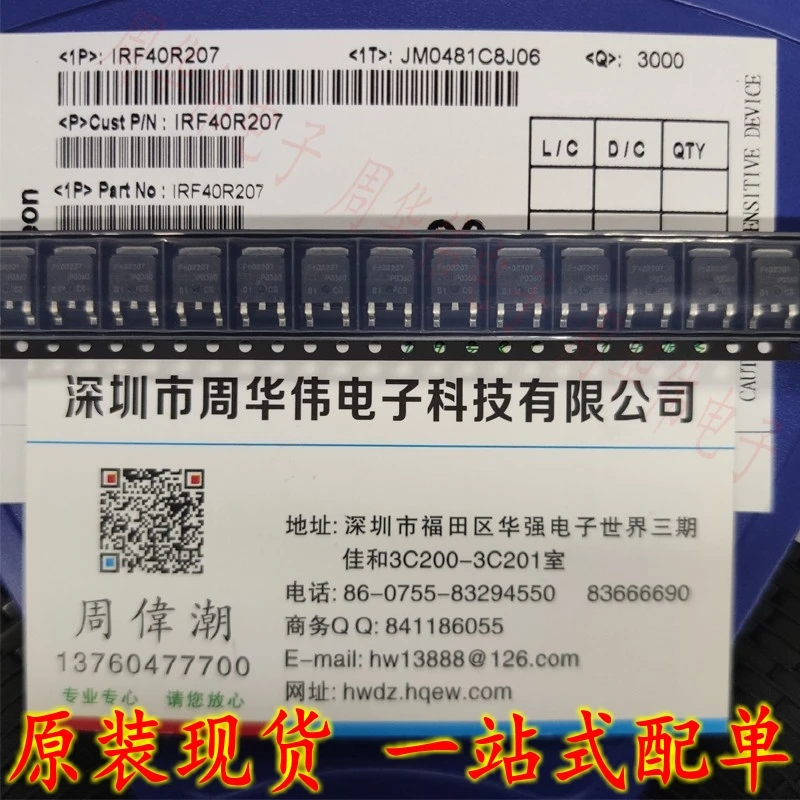 <1P>: IRF40R207 <1T>: JM0481C8J06 <Q>: 3000
<P>Cust P/N : IRF40R207
<1P> Part No : IRF40R207
L/C D/C QTY
深圳市周华伟电子科技有限公司
地址: 深圳市福田区华强电子世界三期
佳和3C200-3C201室
电话: 86-0755-83294550 83666690
商务QQ: 841186055
E-mail: hw13888@126.com
网址: hwdz.hqew.com
周偉潮
13760477700
专业专心 请您放心
原装现货 一站式配单